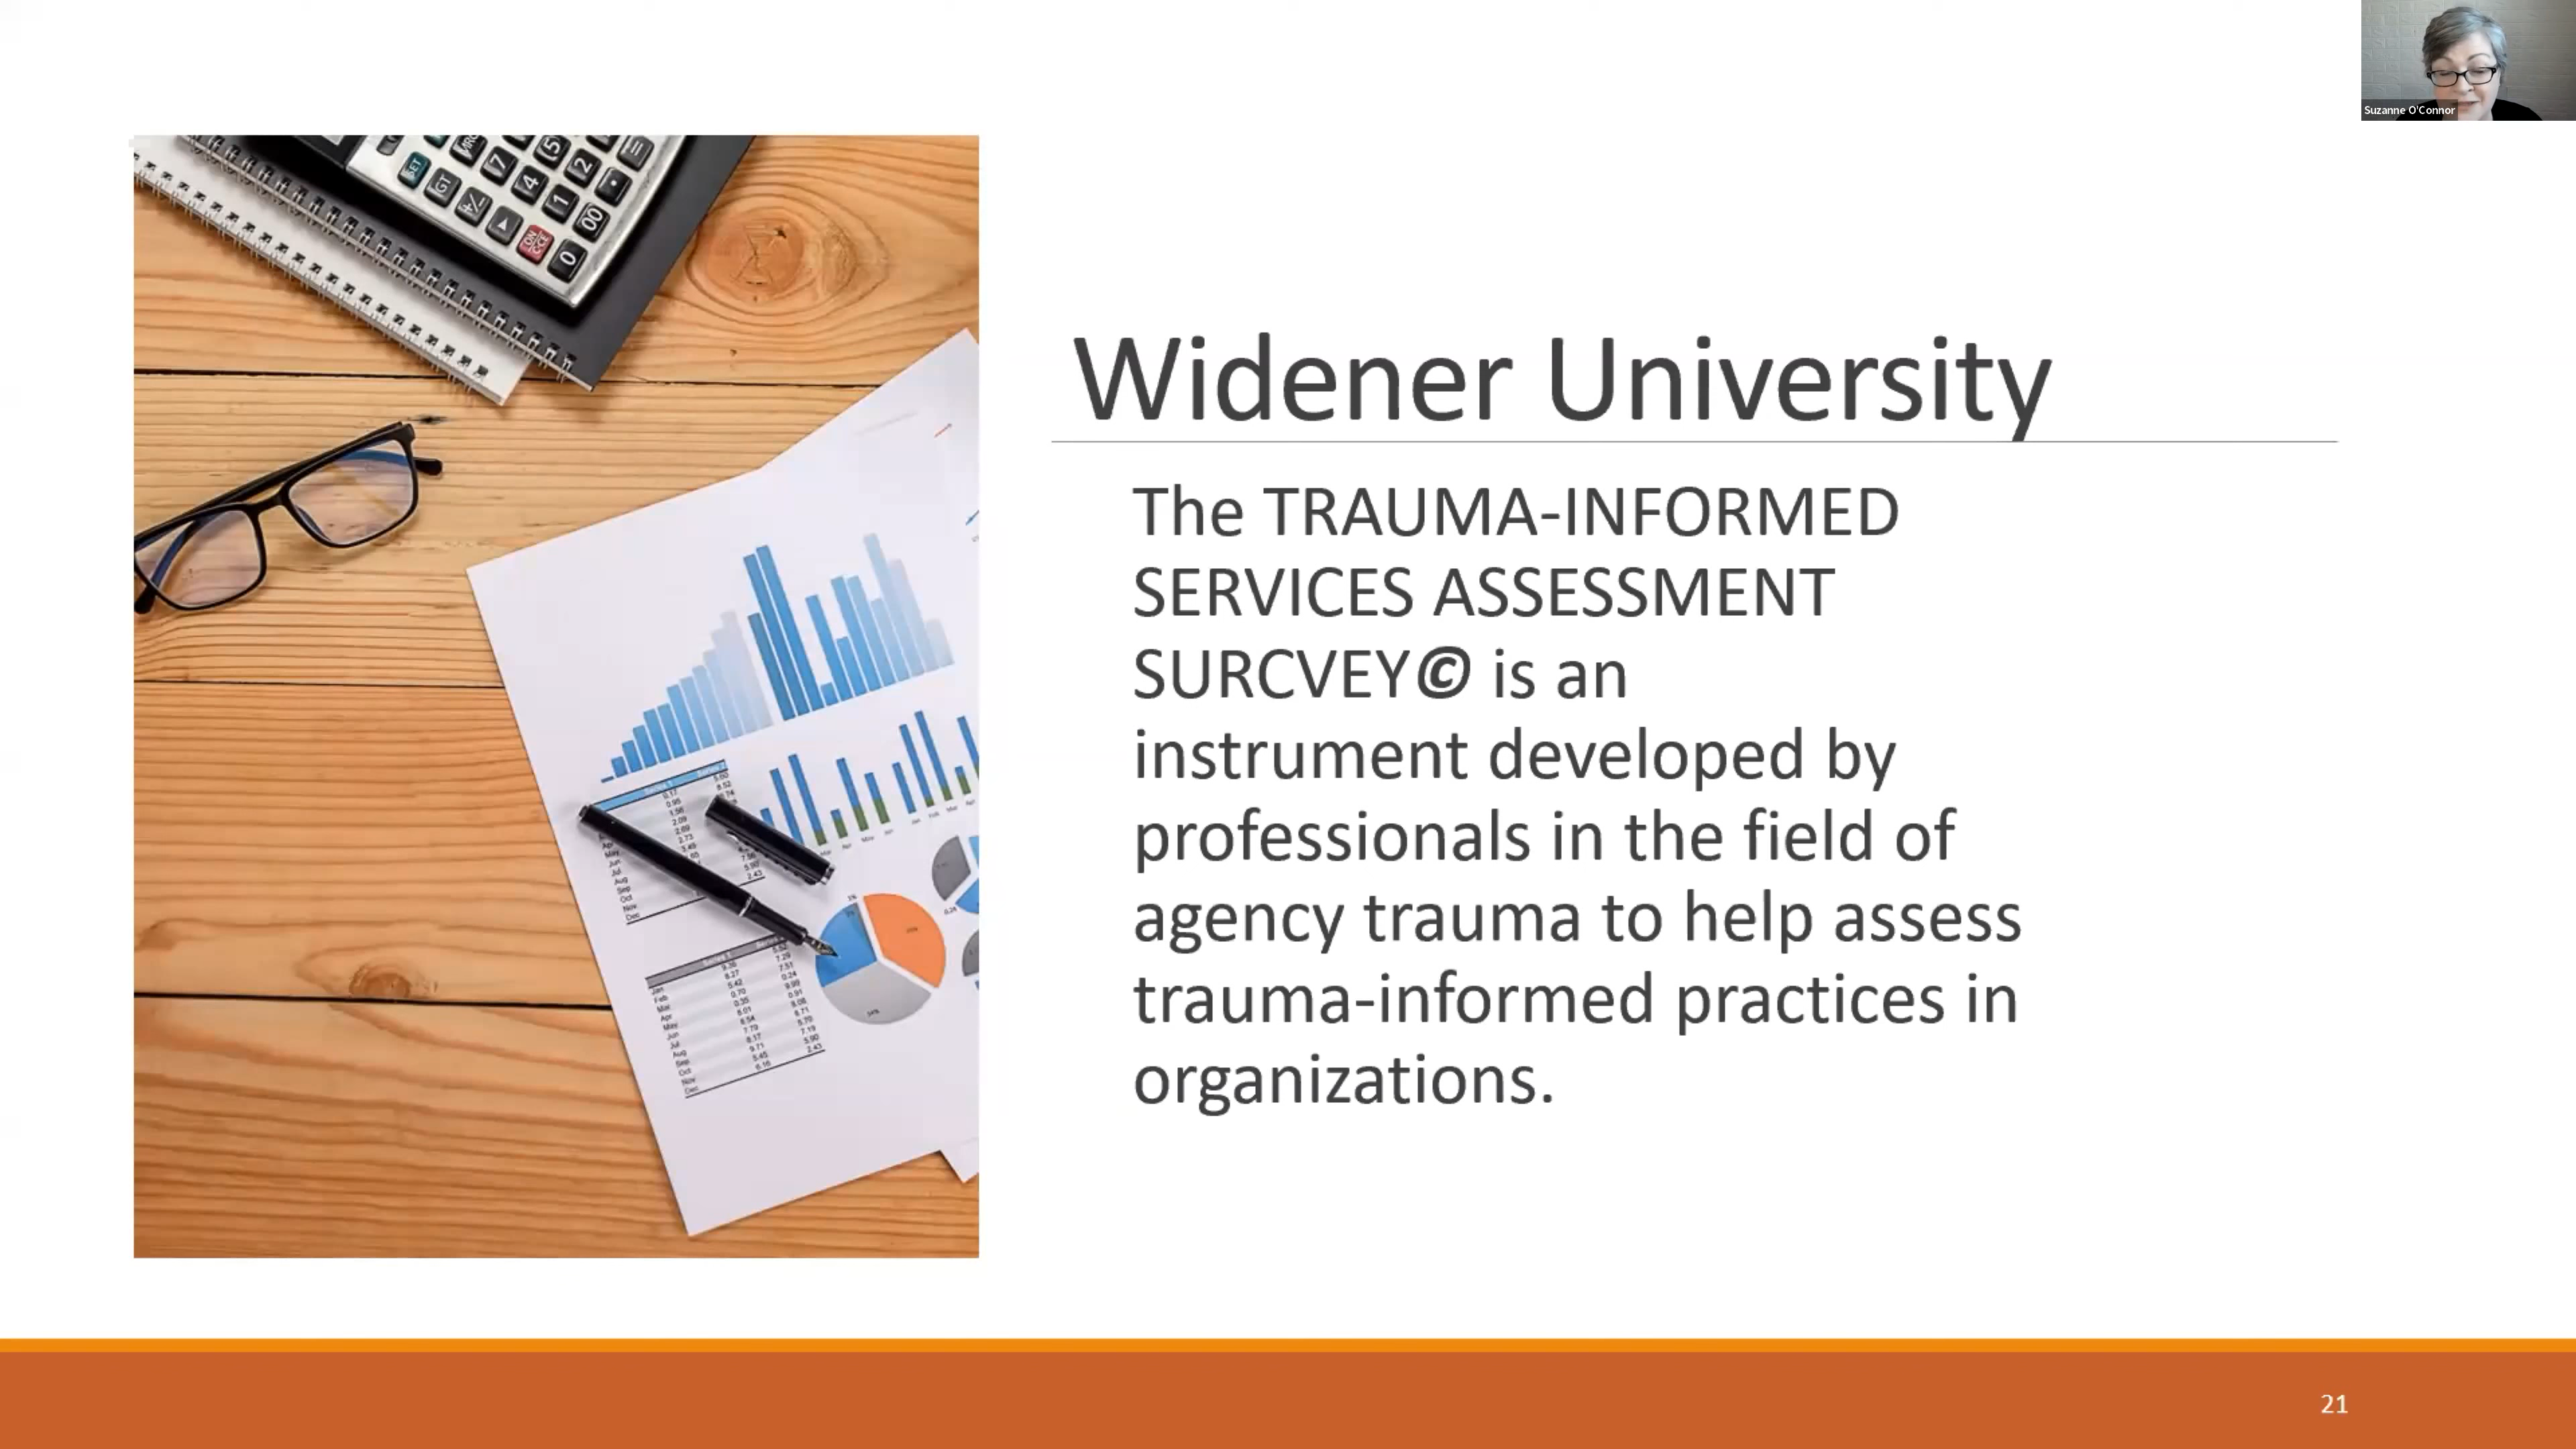 Suzanne O'Connor
Widener University
The TRAUMA-INFORMED
SERVICES ASSESSMENT
SURCVEY© is an
instrument developed by
professionals in the field of
agency trauma to help assess
trauma-informed practices in
organizations.
21